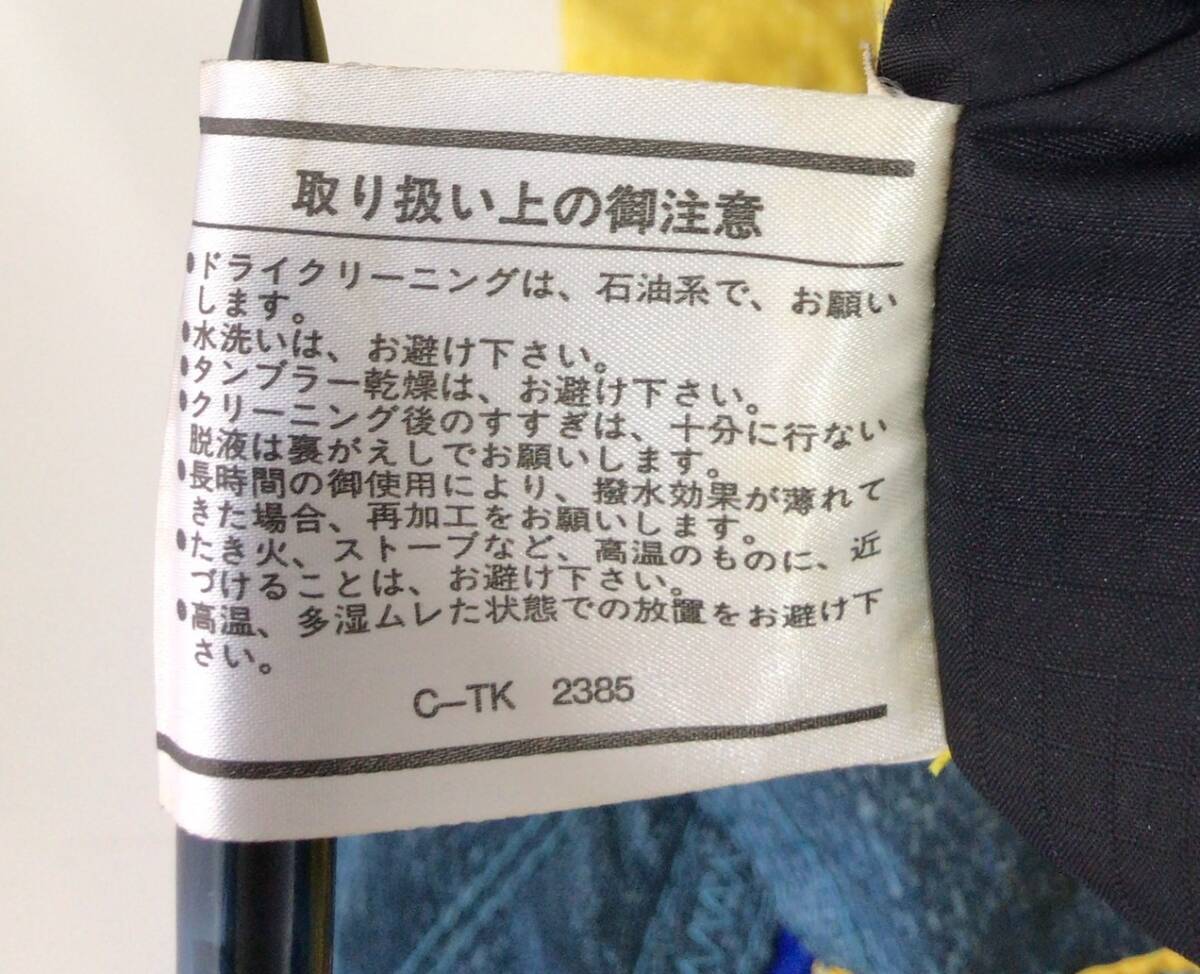 取り扱い上の御注意
•ドライクリーニングは、石油系で、お願い
します。
•水洗いは、お避け下さい。
•タンブラー乾燥は、お避け下さい。
•クリーニング後のすすぎは、十分に行ない
脱液は裏がえしでお願いします。
•長時間の御使用により、撥水効果が薄れて
きた場合、再加工をお願いします。
•たき火、ストーブなど、高温のものに、近
づけることは、お避け下さい。
•高温、多湿ムレた状態での放置をお避け下
さい。
C-TK 2385